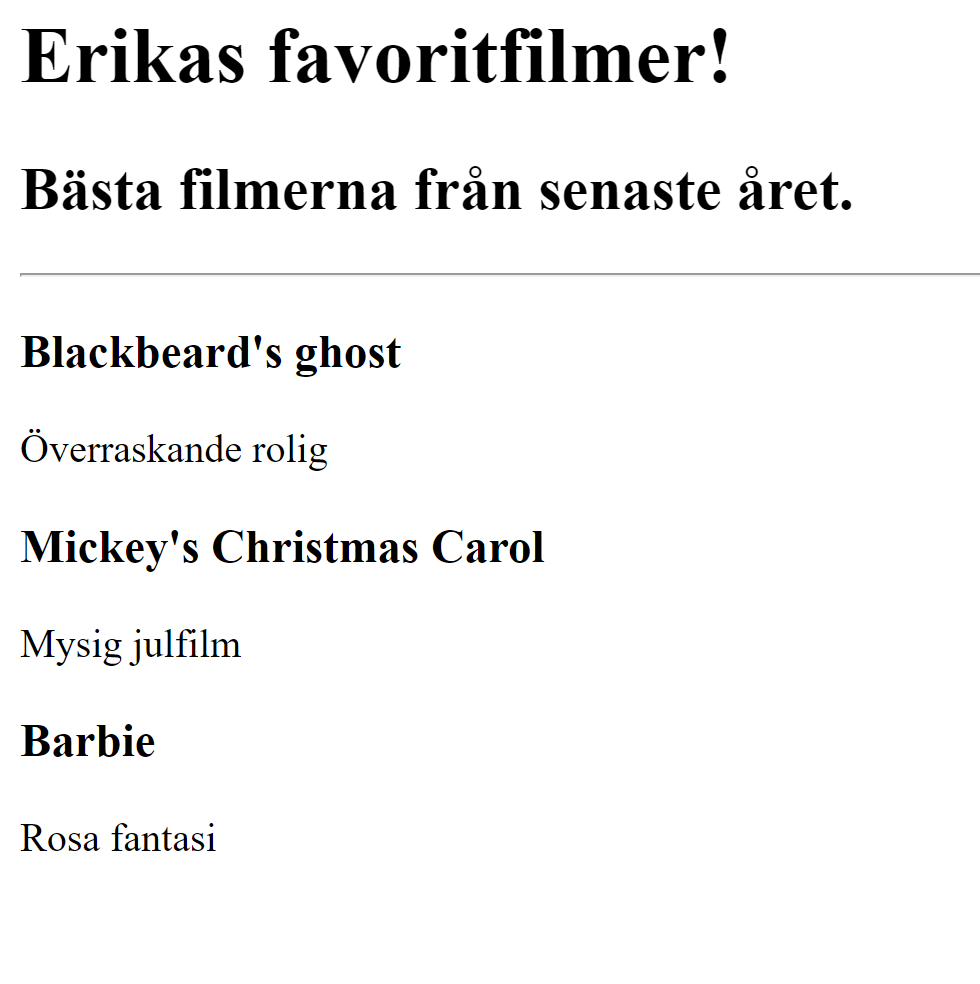 Erikas favoritfilmer!
Bästa filmerna från senaste året.
Blackbeard's ghost
Överraskande rolig
Mickey's Christmas Carol
Mysig julfilm
Barbie
Rosa fantasi